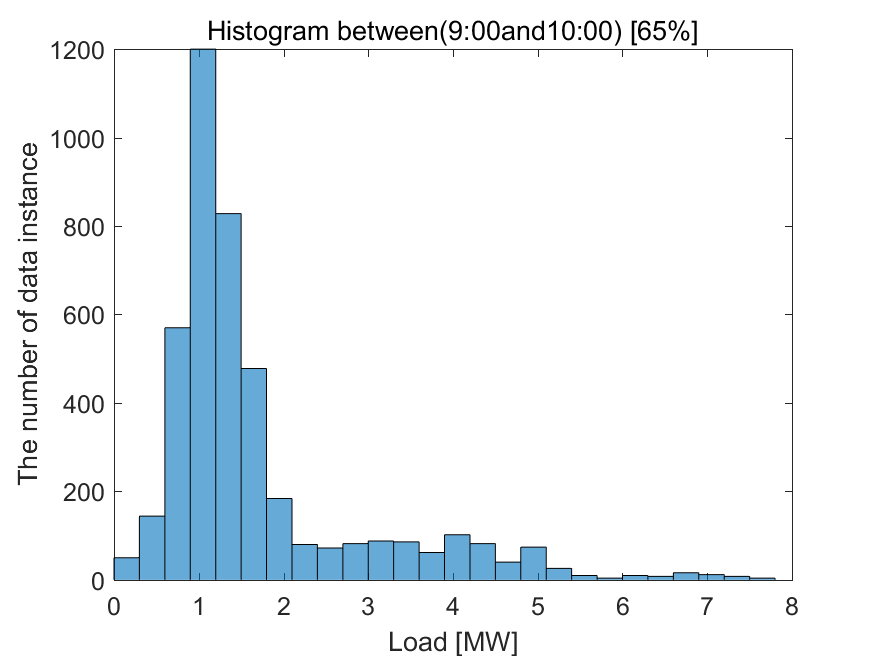 Histogram between(9:00and10:00) [65%]
1200
1000
800
600
400
200
0
The number of data instance
0 1 2 3 4 5 6 7 8
Load [MW]